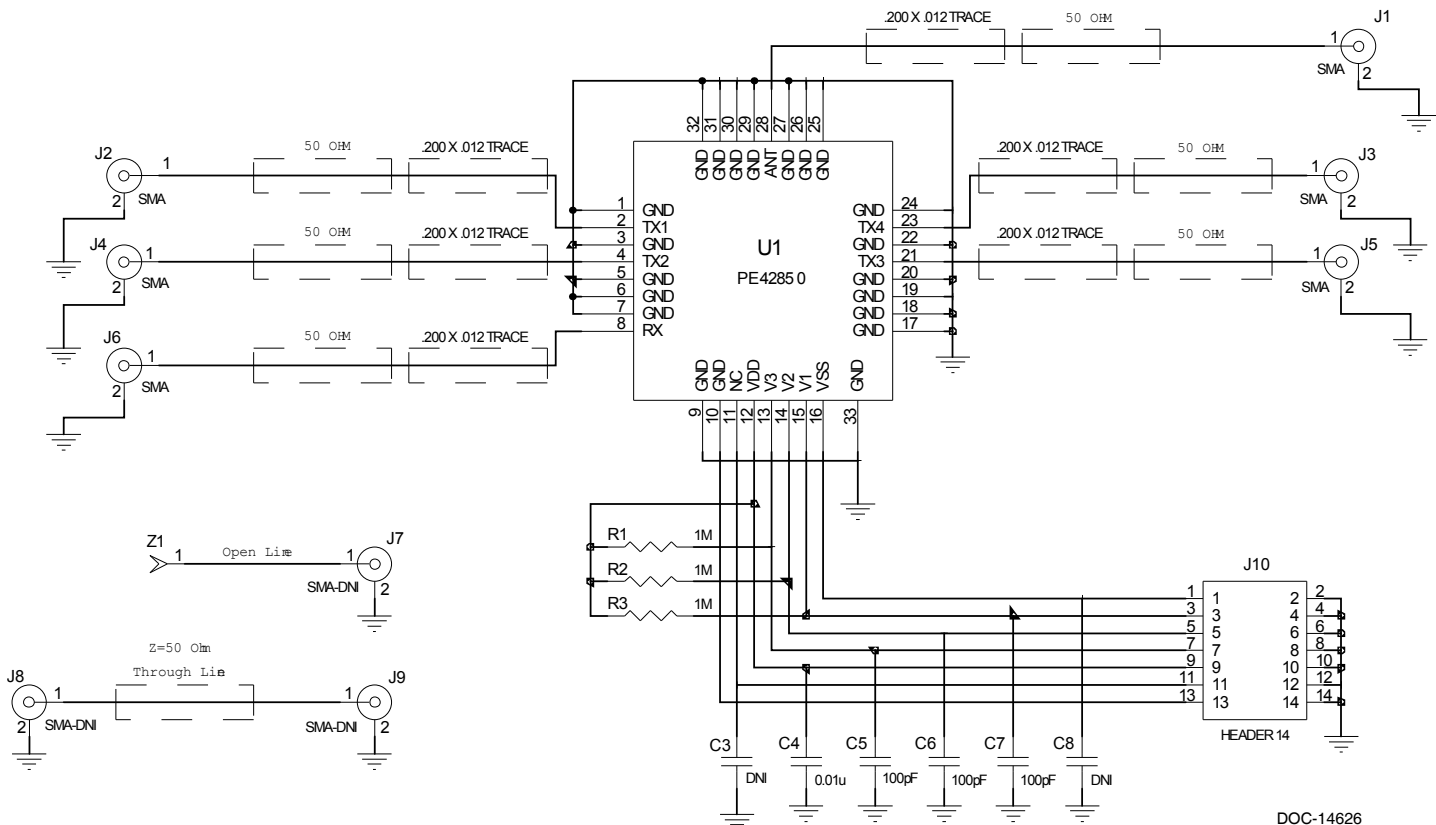 .200 X .012 TRACE
50 OHM
J1
1
SMA
2
32
31
30
29
28
27
26
25
GND
GND
GND
GND
ANT
GND
GND
GND
J2
1
2
SMA
50 OHM
.200 X .012 TRACE
J4
1
2
SMA
50 OHM
.200 X .012 TRACE
J6
1
2
SMA
50 OHM
.200 X .012 TRACE
1 GND
2 TX1
3 GND
4 TX2
5 GND
6 GND
7 GND
8 RX
U1
PE42850
GND 24
TX4 23
GND 22
TX3 21
GND 20
GND 19
GND 18
GND 17
.200 X .012 TRACE
50 OHM
J3
1
SMA
2
.200 X .012 TRACE
50 OHM
J5
1
SMA
2
GND
GND
NC
VDD
V3
V2
V1
VSS
GND
9
10
11
12
13
14
15
16
33
R1 1M
R2 1M
R3 1M
Z1
1
Open Line
1
J7
SMA-DNI
2
Z=50 Ohm
Through Line
J8
1
2
SMA-DNI
J9
1
SMA-DNI
2
J10
1 1 2 2
3 3 4 4
5 5 6 6
7 7 8 8
9 9 10 10
11 11 12 12
13 13 14 14
HEADER 14
C3
DNI
C4
0.01u
C5
100pF
C6
100pF
C7
100pF
C8
DNI
DOC-14626